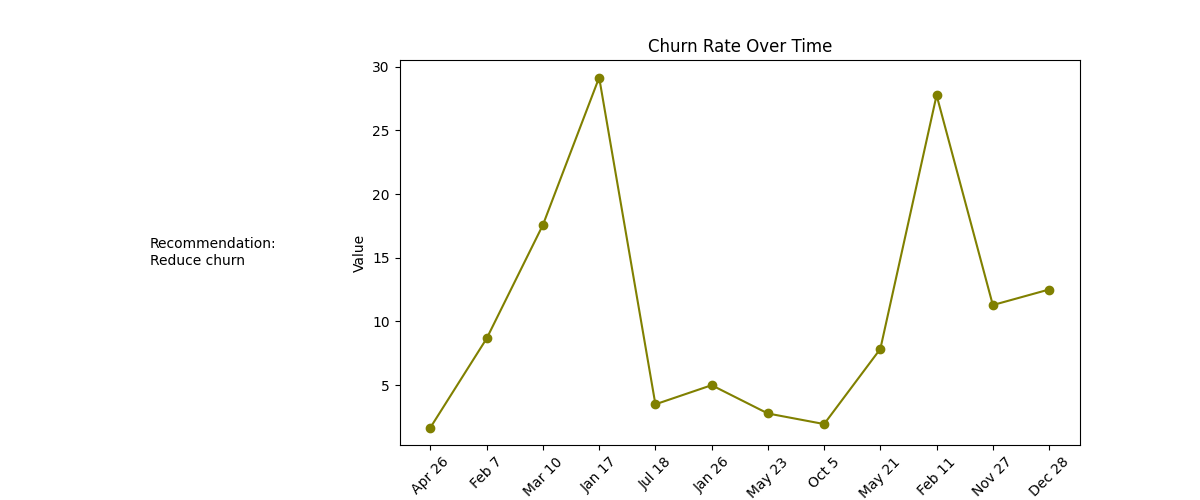 Churn Rate Over Time
Recommendation:
Reduce churn
Value
30
25
20
15
10
5
Apr 26
Feb 7
Mar 10
Jan 17
Jul 18
Jan 26
May 23
Oct 5
May 21
Feb 11
Nov 27
Dec 28